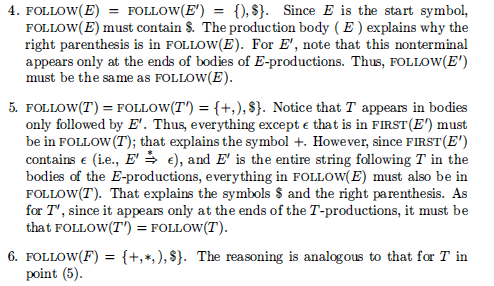 4. FOLLOW(E) = FOLLOW(E′) = {), $}. Since E is the start symbol,
FOLLOW(E) must contain $. The production body ( E ) explains why the
right parenthesis is in FOLLOW(E). For E′, note that this nonterminal
appears only at the ends of bodies of E-productions. Thus, FOLLOW(E′)
must be the same as FOLLOW(E).
5. FOLLOW(T) = FOLLOW(T′) = {+, ), $}. Notice that T appears in bodies
only followed by E′. Thus, everything except ϵ that is in FIRST(E′) must
be in FOLLOW(T); that explains the symbol +. However, since FIRST(E′)
contains ϵ (i.e., E′ ⇒* ϵ), and E′ is the entire string following T in the
bodies of the E-productions, everything in FOLLOW(E) must also be in
FOLLOW(T). That explains the symbols $ and the right parenthesis. As
for T′, since it appears only at the ends of the T-productions, it must be
that FOLLOW(T′) = FOLLOW(T).
6. FOLLOW(F) = {+, *, ), $}. The reasoning is analogous to that for T in
point (5).